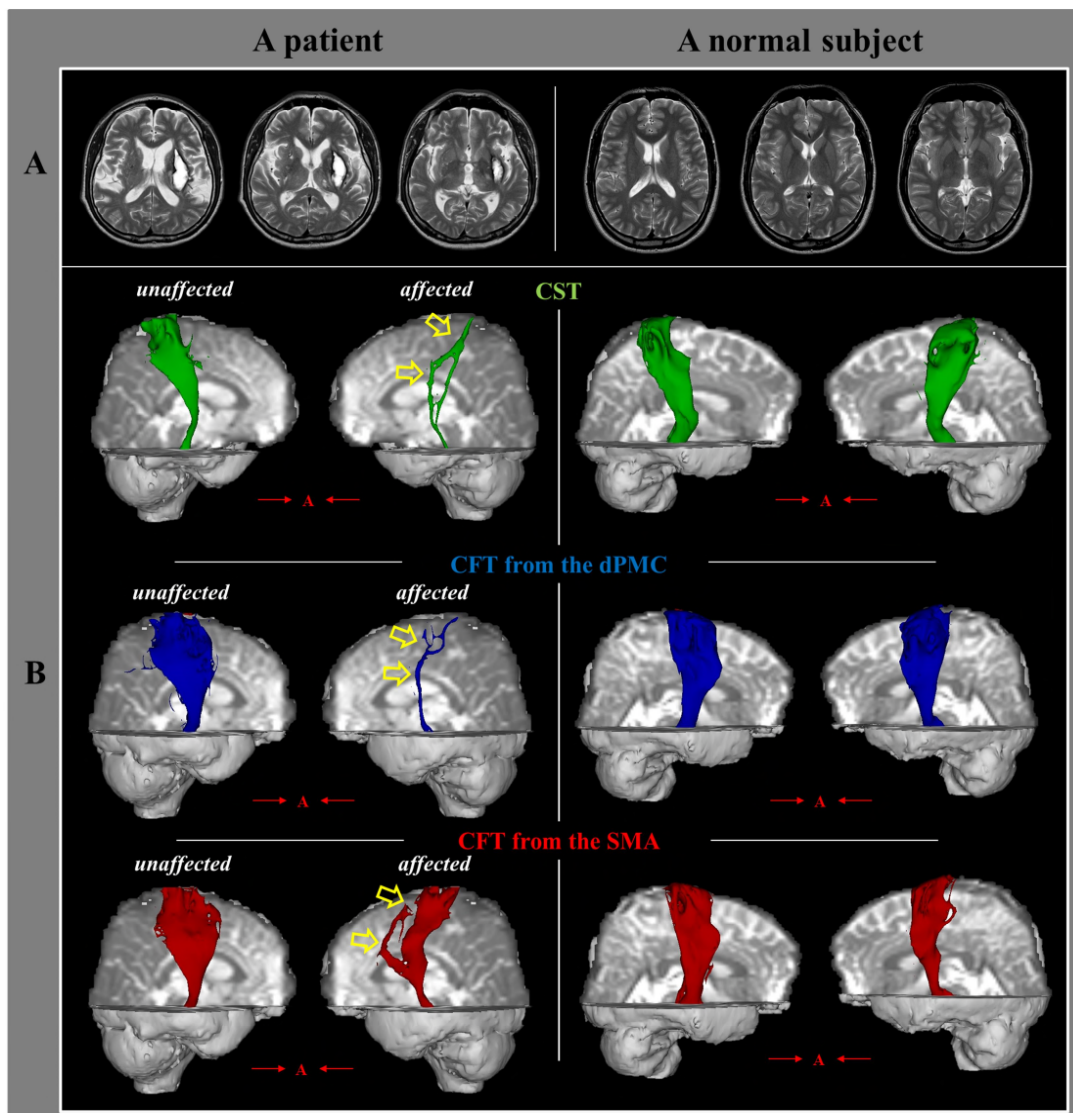 A patient
A normal subject
A
unaffected
affected
CST
A
A
CFT from the dPMC
unaffected
affected
B
A
A
CFT from the SMA
unaffected
affected
A
A